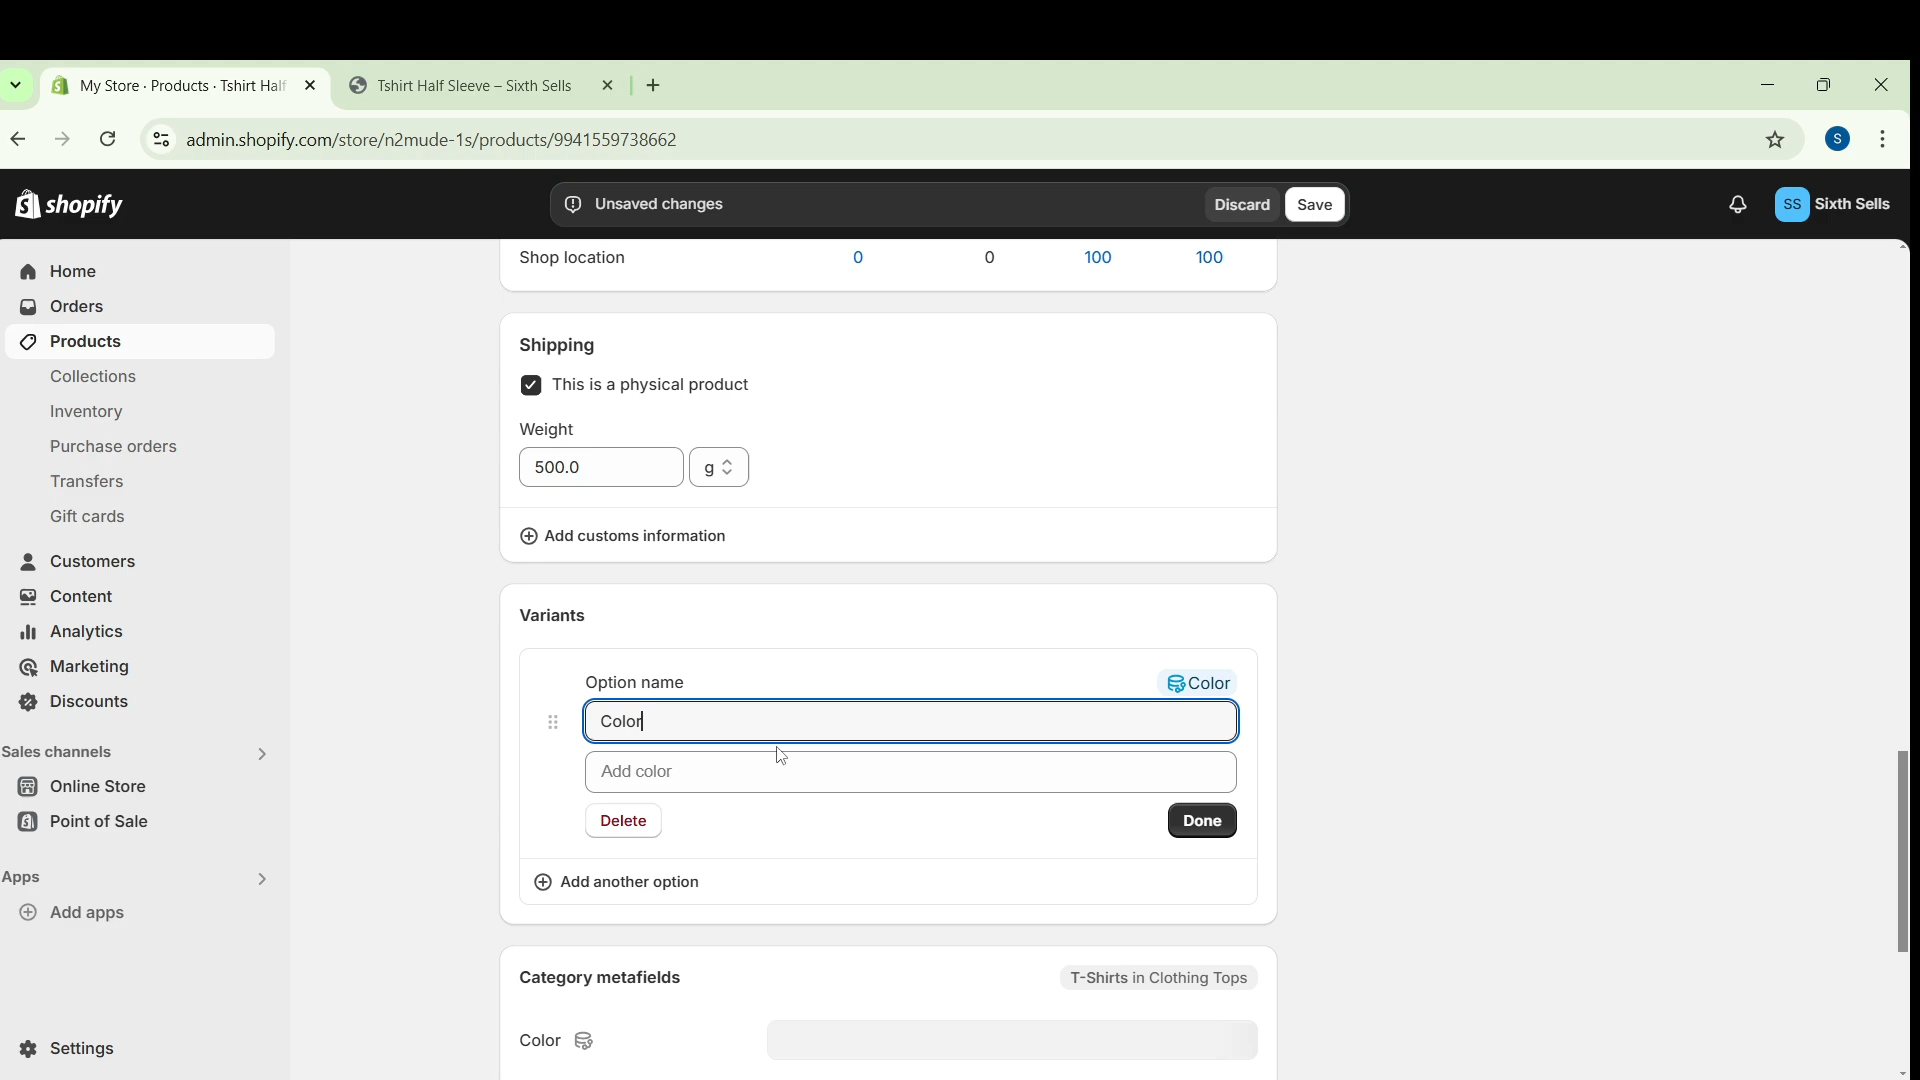 My Store · Products · Tshirt Half
Tshirt Half Sleeve – Sixth Sells
admin.shopify.com/store/n2mude-1s/products/9941559738662
S
shopify
Unsaved changes
Discard
Save
SS
Sixth Sells
Home
Orders
Products
Collections
Inventory
Purchase orders
Transfers
Gift cards
Customers
Content
Analytics
Marketing
Discounts
Sales channels
Online Store
Point of Sale
Apps
Add apps
Settings
Shop location 0 0 100 100
Shipping
This is a physical product
Weight
500.0 g
Add customs information
Variants
Option name Color
Color
Add color
Delete Done
Add another option
Category metafields T-Shirts in Clothing Tops
Color